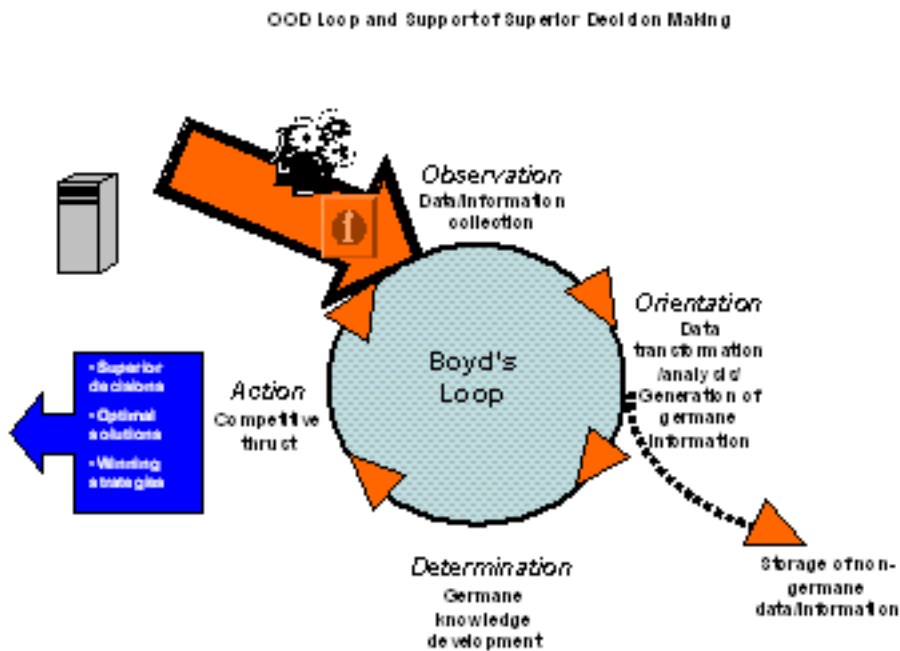 OOD Loop and Support of Superior Decision Making
Observation
Data/Information
collection
Orientation
Data
transformation
/analysis/
Generation of
germane
information
Boyd's
Loop
Action
Competitive
thrust
• Superior
decisions
• Optimal
solutions
• Winning
strategies
Determination
Germane
knowledge
development
Storage of non-
germane
data/information